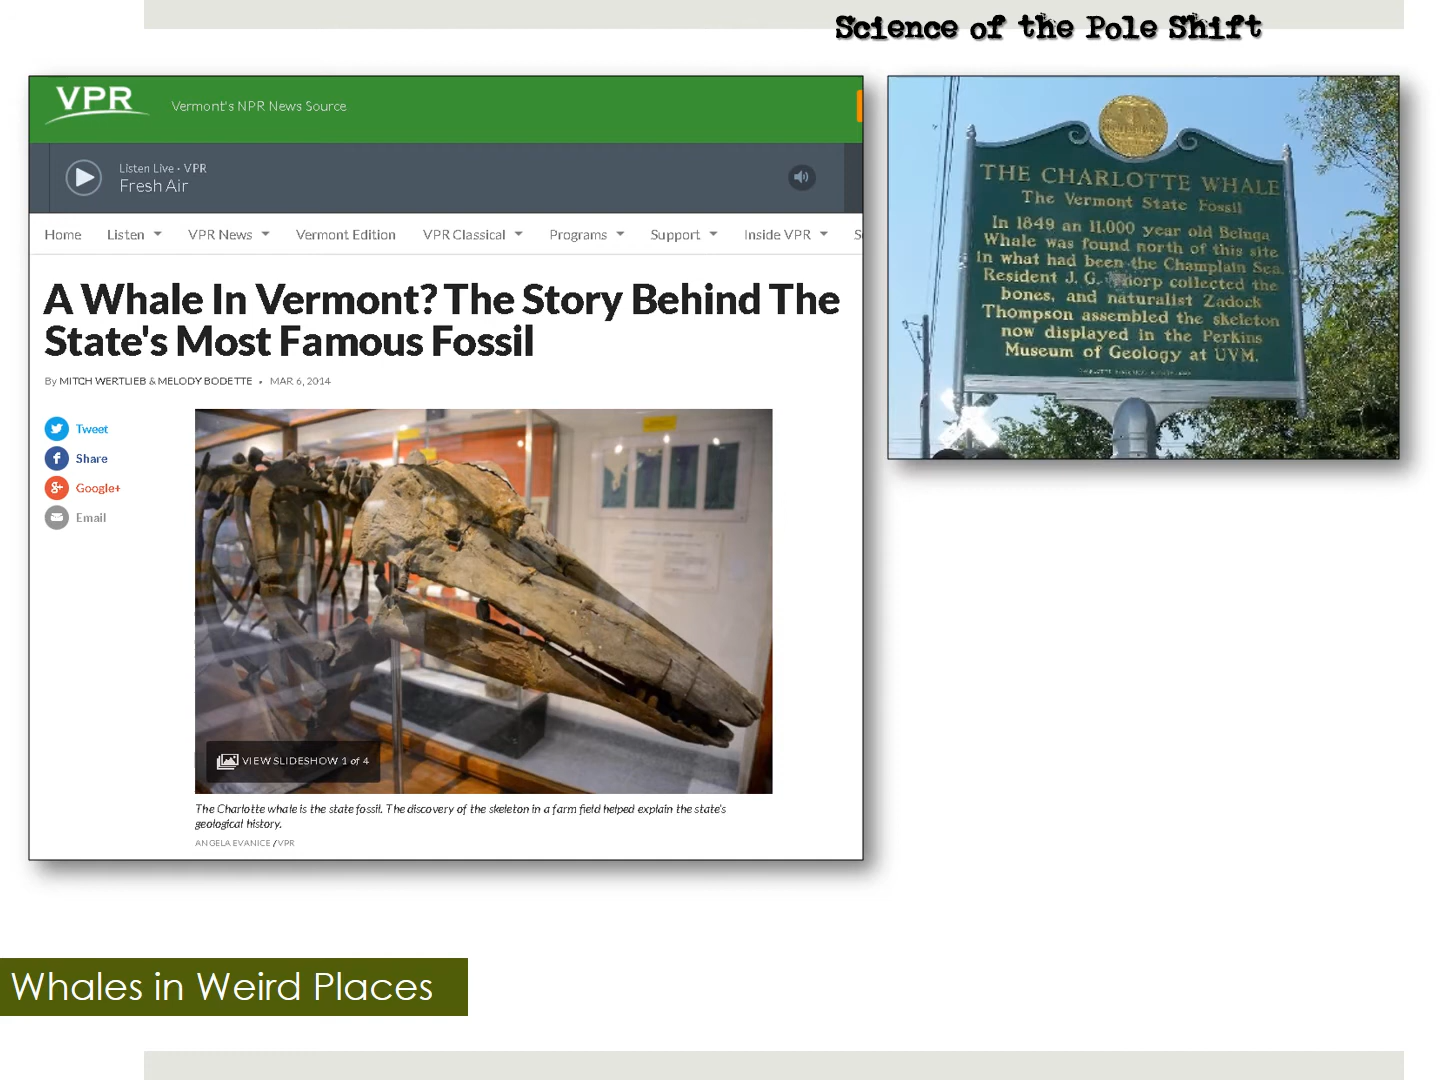 Science of the Pole Shift
VPR
Vermont's NPR News Source
Listen Live · VPR
Fresh Air
Home Listen VPR News Vermont Edition VPR Classical Programs Support Inside VPR
A Whale In Vermont? The Story Behind The
State's Most Famous Fossil
By MITCH WERTLIEB & MELODY BODETTE • MAR 6, 2014
Tweet
Share
Google+
Email
VIEW SLIDESHOW 1 of 4
The Charlotte whale is the state fossil. The discovery of the skeleton in a farm field helped explain the state's
geological history.
ANGELA EVANICE / VPR
THE CHARLOTTE WHALE
The Vermont State Fossil
In 1849 an 11,000 year old Beluga
Whale was found north of this site
in what had been the Champlain Sea.
Resident J. G. collected the
bones, and naturalist Zadock
Thompson assembled the skeleton
now displayed in the Perkins
Museum of Geology at UVM.
Whales in Weird Places